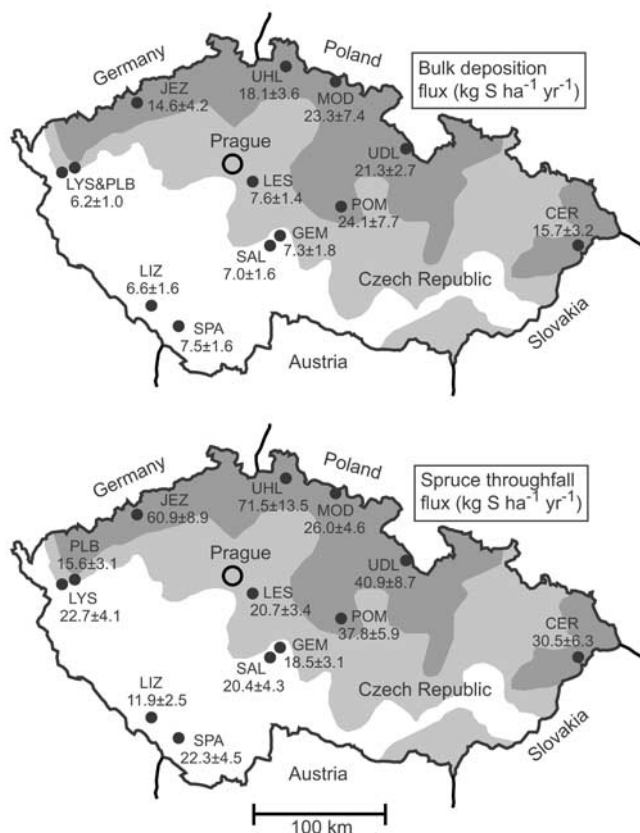 Germany
Poland
Bulk deposition
flux (kg S ha⁻¹ yr⁻¹)
UHL
18.1±3.6
JEZ
14.6±4.2
MOD
23.3±7.4
Prague
UDL
21.3±2.7
LYS&PLB
6.2±1.0
LES
7.6±1.4
POM
24.1±7.7
CER
15.7±3.2
GEM
7.3±1.8
SAL
7.0±1.6
Czech Republic
LIZ
6.6±1.6
SPA
7.5±1.6
Slovakia
Austria
Germany
Poland
Spruce throughfall
flux (kg S ha⁻¹ yr⁻¹)
UHL
71.5±13.5
JEZ
60.9±8.9
MOD
26.0±4.6
PLB
15.6±3.1
Prague
UDL
40.9±8.7
LYS
22.7±4.1
LES
20.7±3.4
POM
37.8±5.9
CER
30.5±6.3
GEM
18.5±3.1
SAL
20.4±4.3
Czech Republic
LIZ
11.9±2.5
SPA
22.3±4.5
Slovakia
Austria
100 km